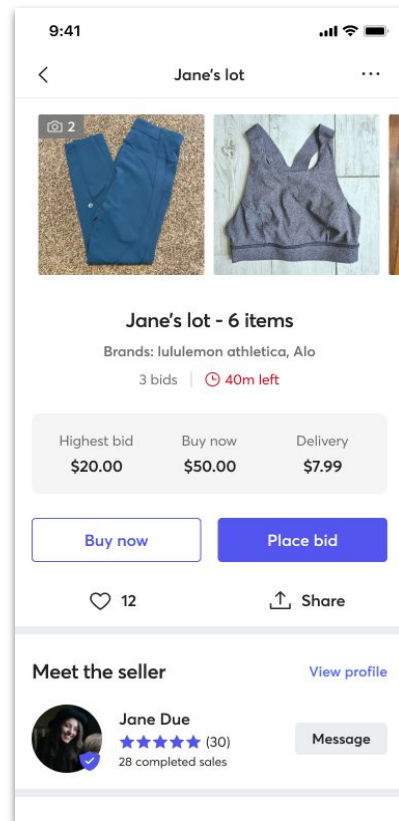 9:41
Jane's lot
2
Jane's lot - 6 items
Brands: lululemon athletica, Alo
3 bids 40m left
Highest bid Buy now Delivery
$20.00 $50.00 $7.99
Buy now Place bid
12 Share
Meet the seller View profile
Jane Due
(30) Message
28 completed sales